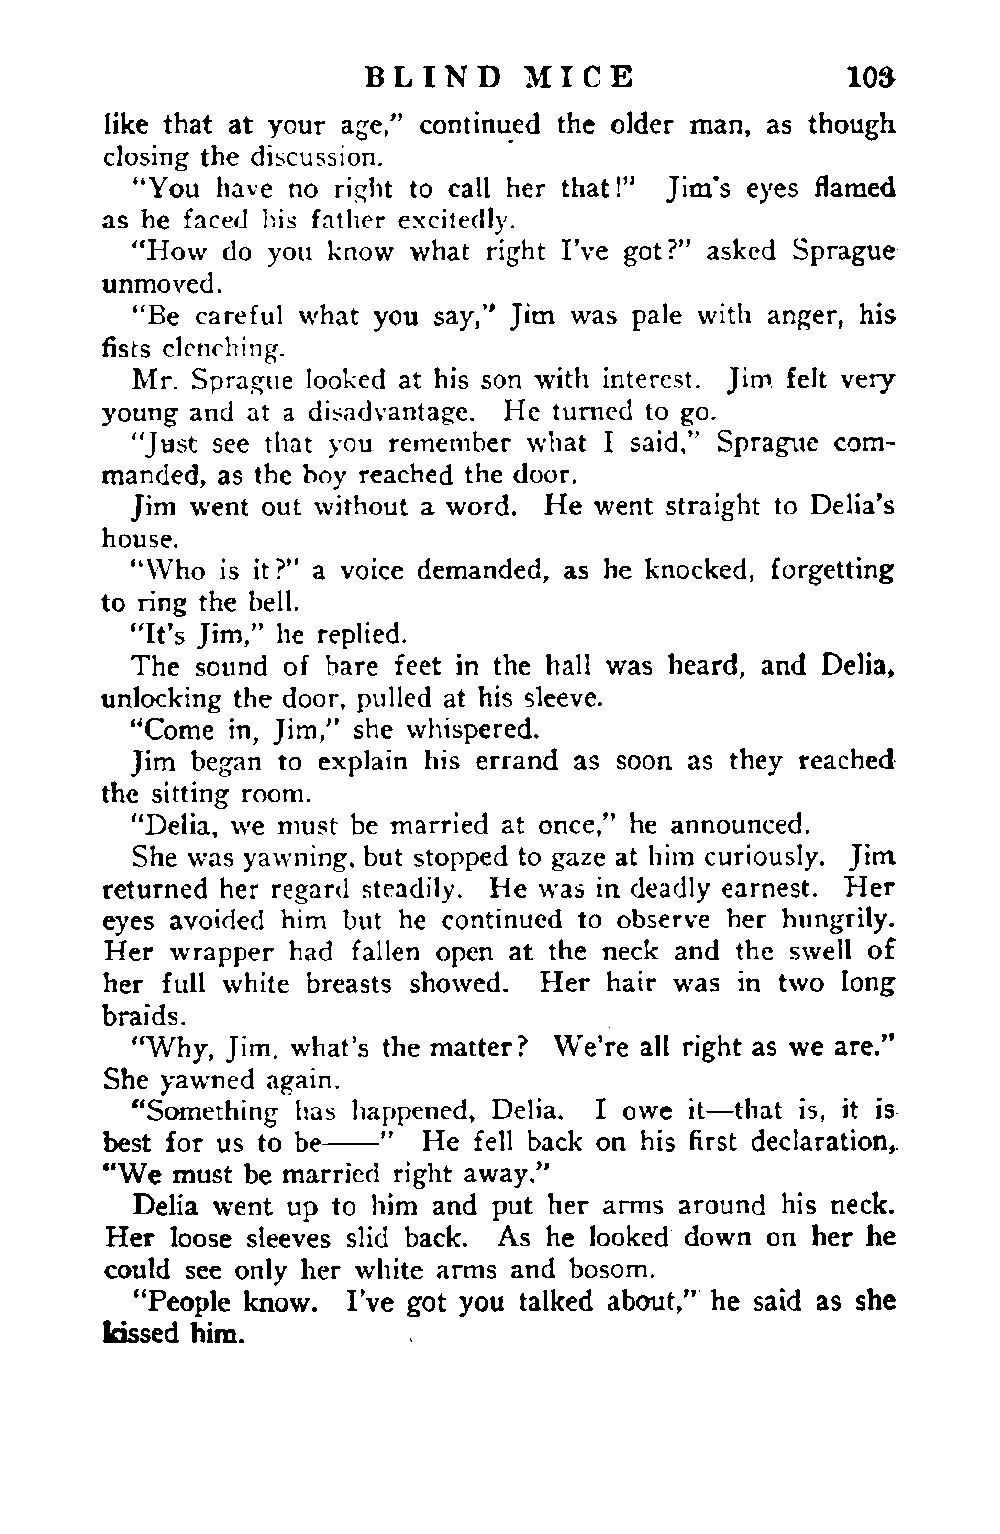 BLIND MICE 103
like that at your age,” continued the older man, as though
closing the discussion.
“You have no right to call her that!” Jim's eyes flamed
as he faced his father excitedly.
“How do you know what right I've got?” asked Sprague
unmoved.
“Be careful what you say,” Jim was pale with anger, his
fists clenching.
Mr. Sprague looked at his son with interest. Jim felt very
young and at a disadvantage. He turned to go.
“Just see that you remember what I said,” Sprague com-
manded, as the boy reached the door.
Jim went out without a word. He went straight to Delia's
house.
“Who is it?” a voice demanded, as he knocked, forgetting
to ring the bell.
“It's Jim,” he replied.
The sound of bare feet in the hall was heard, and Delia,
unlocking the door, pulled at his sleeve.
“Come in, Jim,” she whispered.
Jim began to explain his errand as soon as they reached
the sitting room.
“Delia, we must be married at once,” he announced.
She was yawning, but stopped to gaze at him curiously. Jim
returned her regard steadily. He was in deadly earnest. Her
eyes avoided him but he continued to observe her hungrily.
Her wrapper had fallen open at the neck and the swell of
her full white breasts showed. Her hair was in two long
braids.
“Why, Jim, what's the matter? We're all right as we are.”
She yawned again.
“Something has happened, Delia. I owe it—that is, it is
best for us to be——” He fell back on his first declaration,
“We must be married right away.”
Delia went up to him and put her arms around his neck.
Her loose sleeves slid back. As he looked down on her he
could see only her white arms and bosom.
“People know. I've got you talked about,” he said as she
kissed him.